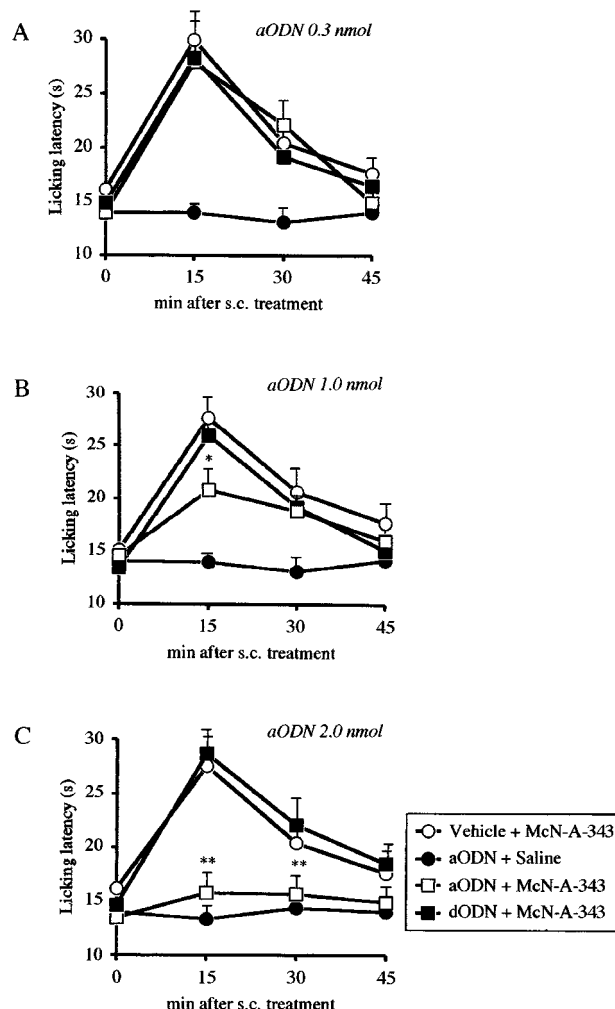 A
aODN 0.3 nmol
30
25
20
15
10
Licking latency (s)
0 15 30 45
min after s.c. treatment
B
aODN 1.0 nmol
30
25
20
15
10
Licking latency (s)
*
0 15 30 45
min after s.c. treatment
C
aODN 2.0 nmol
30
25
20
15
10
Licking latency (s)
** **
0 15 30 45
min after s.c. treatment
Vehicle + McN-A-343
aODN + Saline
aODN + McN-A-343
dODN + McN-A-343